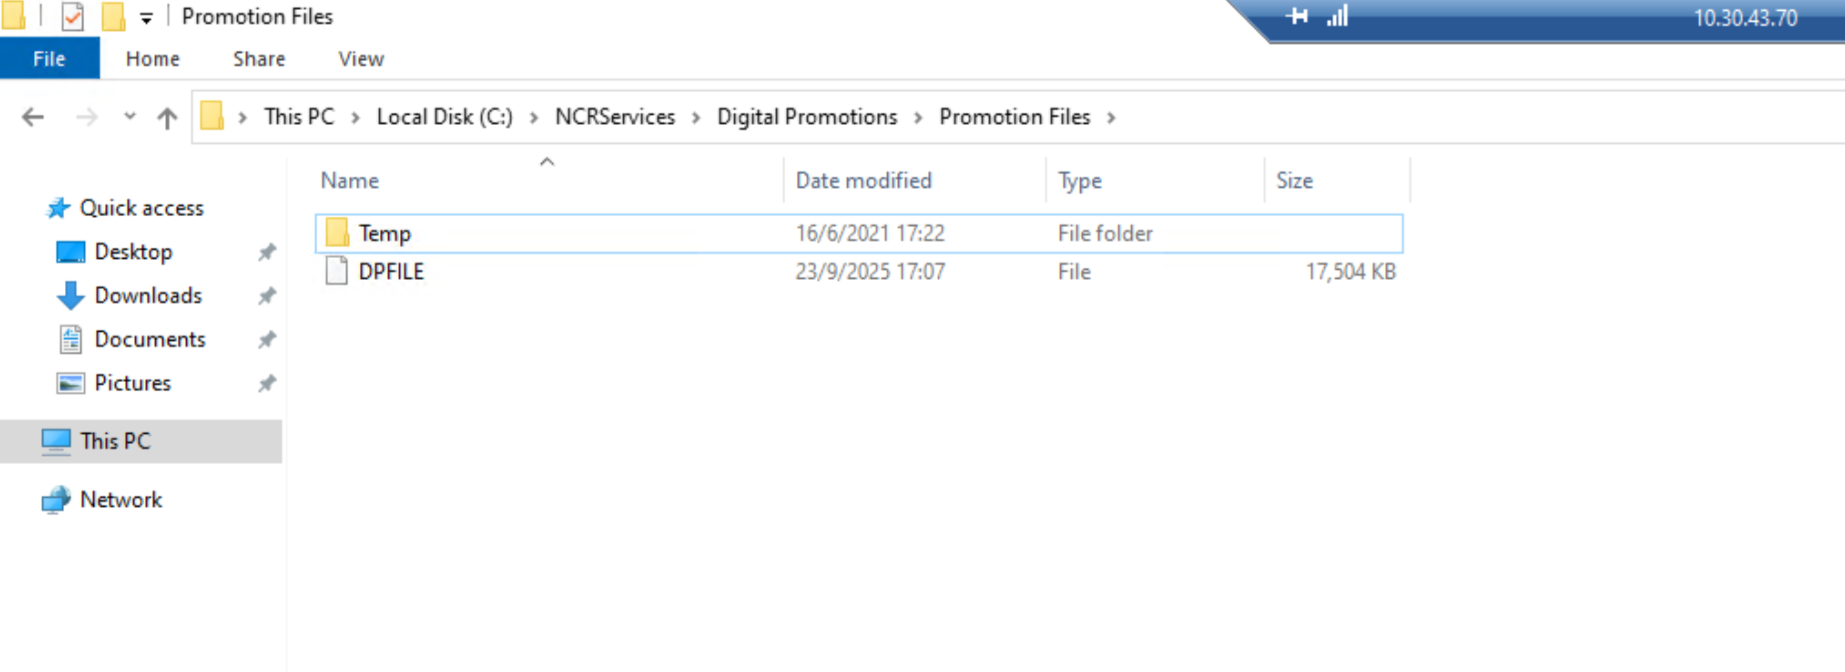 Promotion Files
10.30.43.70
File Home Share View
This PC > Local Disk (C:) > NCRServices > Digital Promotions > Promotion Files >
Name Date modified Type Size
Quick access
Desktop
Downloads
Documents
Pictures
This PC
Network
Temp 16/6/2021 17:22 File folder
DPFILE 23/9/2025 17:07 File 17,504 KB